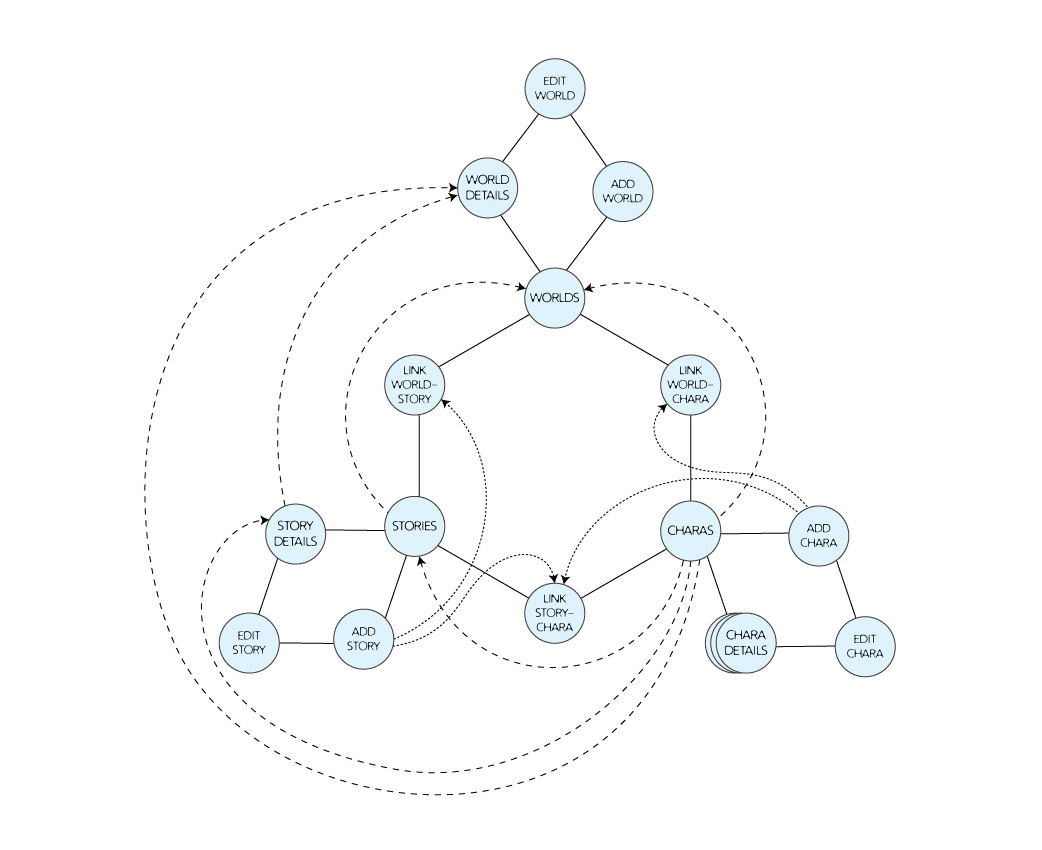 EDIT
WORLD
WORLD
DETAILS
ADD
WORLD
WORLDS
LINK
WORLD–
STORY
LINK
WORLD–
CHARA
STORY
DETAILS
STORIES
CHARAS
ADD
CHARA
LINK
STORY–
CHARA
EDIT
STORY
ADD
STORY
CHARA
DETAILS
EDIT
CHARA